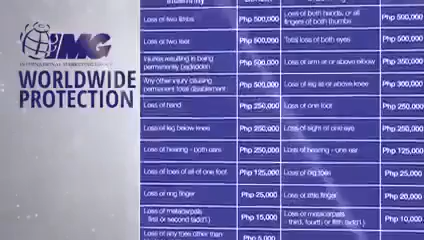 IMG
INTERNATIONAL MARKETING GROUP
WORLDWIDE
PROTECTION
Loss of two limbs
Php 500,000
Loss of both hands, or all
fingers of both thumbs
Php 500,000
Loss of two feet
Php 500,000
Total loss of both eyes
Php 500,000
Injuries resulting in being
permanently bedridden
Php 500,000
Loss of arm at or above elbow
Php 350,000
Any other injury causing
permanent total disablement
Php 500,000
Loss of leg at or above knee
Php 300,000
Loss of hand
Php 250,000
Loss of one foot
Php 250,000
Loss of leg below knee
Php 250,000
Loss of sight of one eye
Php 250,000
Loss of hearing - both ears
Php 250,000
Loss of hearing - one ear
Php 125,000
Loss of toes all of one foot
Php 125,000
Loss of big toe
Php 25,000
Loss of ring finger
Php 25,000
Loss of little finger
Php 20,000
Loss of metacarpals
first or second (add'l.)
Php 15,000
Loss of metacarpals
- third, fourth or fifth (add'l.)
Php 10,000
Loss of any toes other than
Php 5,000